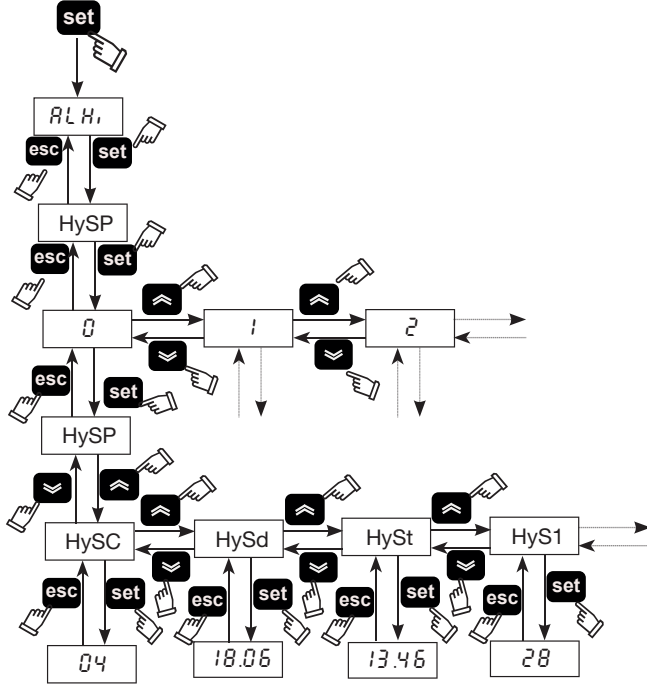 set
ALHi
esc set
HySP
esc set
0 1 2
esc set
HySP
HySC HySd HySt HyS1
esc set esc set esc set esc set
04 18.06 13.46 28